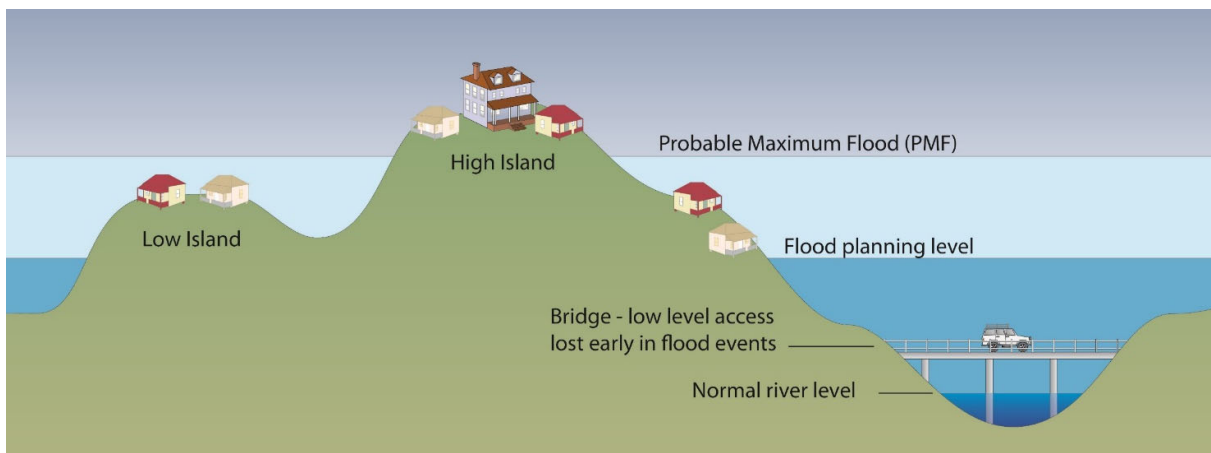 Probable Maximum Flood (PMF)
High Island
Low Island
Flood planning level
Bridge - low level access
lost early in flood events
Normal river level